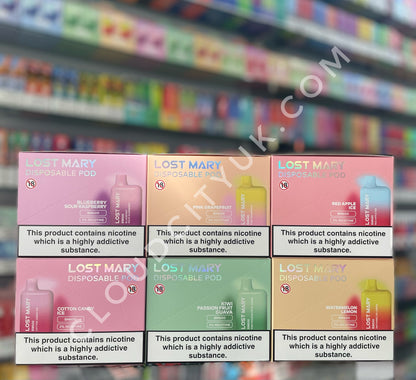 LOST MARY
DISPOSABLE POD
18
BLUEBERRY
SOUR RASPBERRY
This product contains nicotine
which is a highly addictive
substance.
LOST MARY
DISPOSABLE POD
18
PINK GRAPEFRUIT
This product contains nicotine
which is a highly addictive
substance.
LOST MARY
DISPOSABLE POD
18
RED APPLE
ICE
This product contains nicotine
which is a highly addictive
substance.
LOST MARY
DISPOSABLE POD
18
COTTON CANDY
ICE
This product contains nicotine
which is a highly addictive
substance.
LOST MARY
DISPOSABLE POD
18
KIWI
PASSION FRUIT
GUAVA
This product contains nicotine
which is a highly addictive
substance.
LOST MARY
DISPOSABLE POD
18
WATERMELON
LEMON
This product contains nicotine
which is a highly addictive
substance.
CLOUDCITYUK.COM